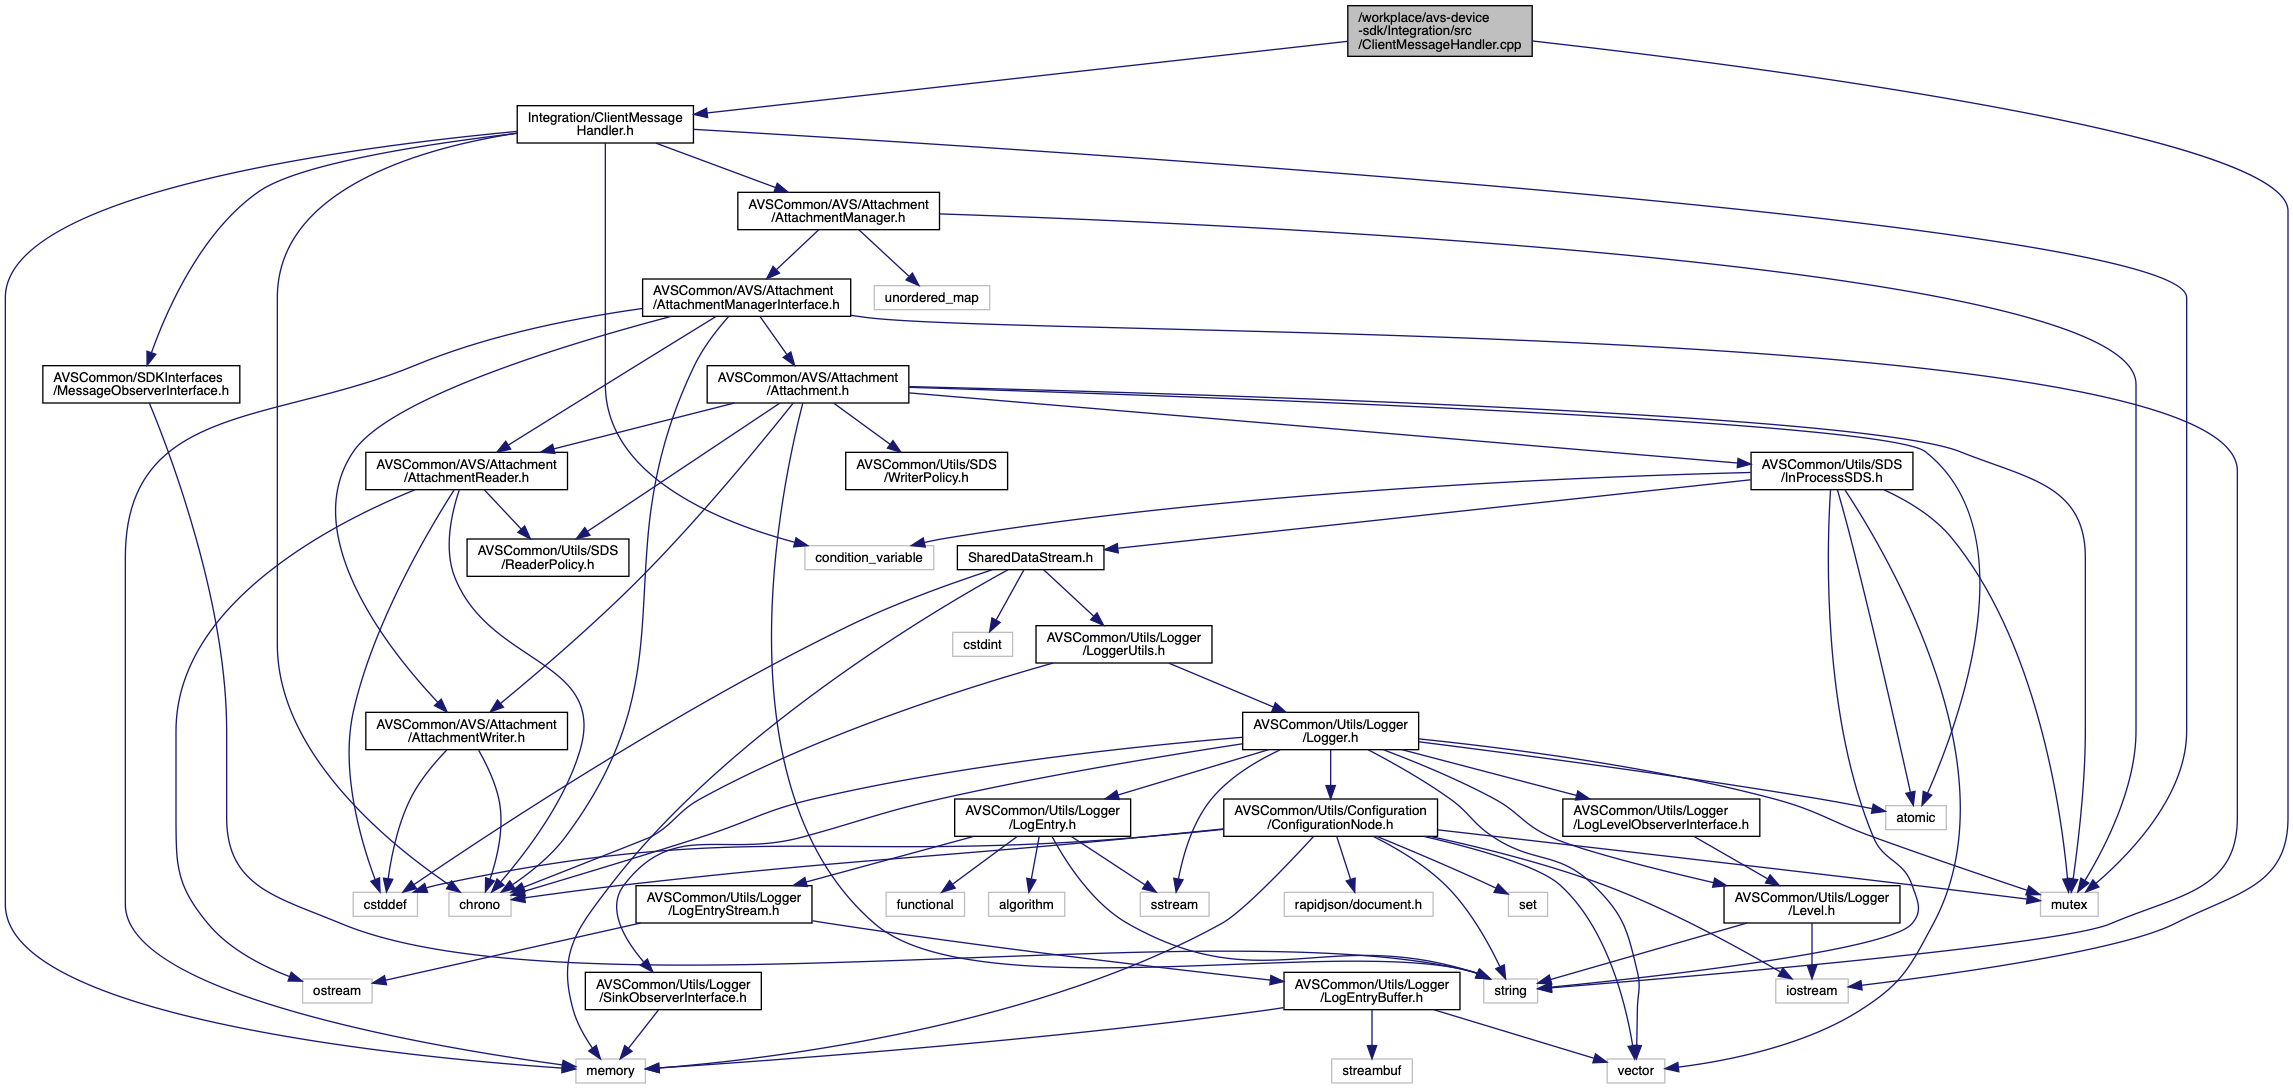 /workplace/avs-device
-sdk/Integration/src
/ClientMessageHandler.cpp
Integration/ClientMessage
Handler.h
AVSCommon/AVS/Attachment
/AttachmentManager.h
AVSCommon/AVS/Attachment
/AttachmentManagerInterface.h
unordered_map
AVSCommon/SDKInterfaces
/MessageObserverInterface.h
AVSCommon/AVS/Attachment
/Attachment.h
AVSCommon/AVS/Attachment
/AttachmentReader.h
AVSCommon/Utils/SDS
/WriterPolicy.h
AVSCommon/Utils/SDS
/InProcessSDS.h
AVSCommon/Utils/SDS
/ReaderPolicy.h
condition_variable
SharedDataStream.h
cstdint
AVSCommon/Utils/Logger
/LoggerUtils.h
AVSCommon/AVS/Attachment
/AttachmentWriter.h
AVSCommon/Utils/Logger
/Logger.h
AVSCommon/Utils/Logger
/LogEntry.h
AVSCommon/Utils/Configuration
/ConfigurationNode.h
AVSCommon/Utils/Logger
/LogLevelObserverInterface.h
atomic
cstddef
chrono
AVSCommon/Utils/Logger
/LogEntryStream.h
functional
algorithm
sstream
rapidjson/document.h
set
AVSCommon/Utils/Logger
/Level.h
mutex
ostream
AVSCommon/Utils/Logger
/SinkObserverInterface.h
AVSCommon/Utils/Logger
/LogEntryBuffer.h
string
iostream
memory
streambuf
vector